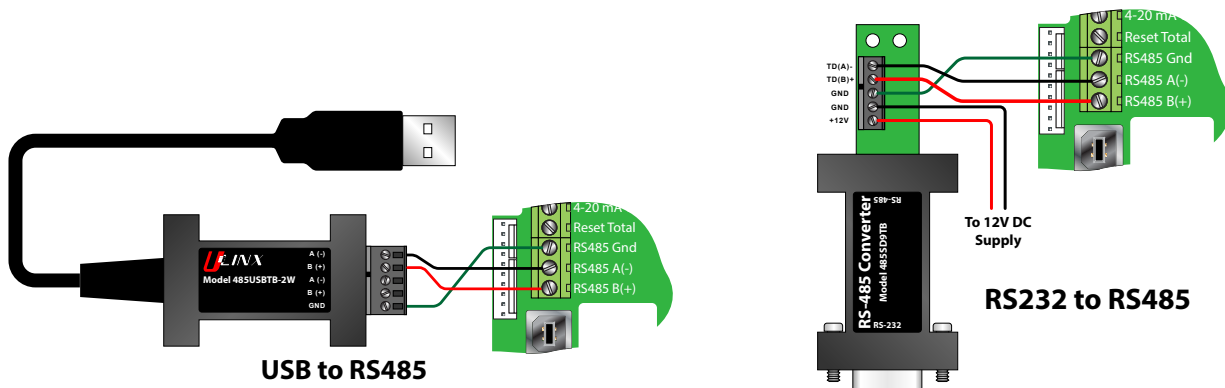 4-20 mA
Reset Total
RS485 Gnd
RS485 A(-)
RS485 B(+)
ULINX
Model 485USBTB-2W
A (-)
B (+)
A (-)
B (+)
GND
USB to RS485
4-20 mA
Reset Total
RS485 Gnd
RS485 A(-)
RS485 B(+)
TD(A)-
TD(B)+
GND
GND
+12V
RS-485
RS-485 Converter
Model 485SD9TB
RS-232
To 12V DC
Supply
RS232 to RS485